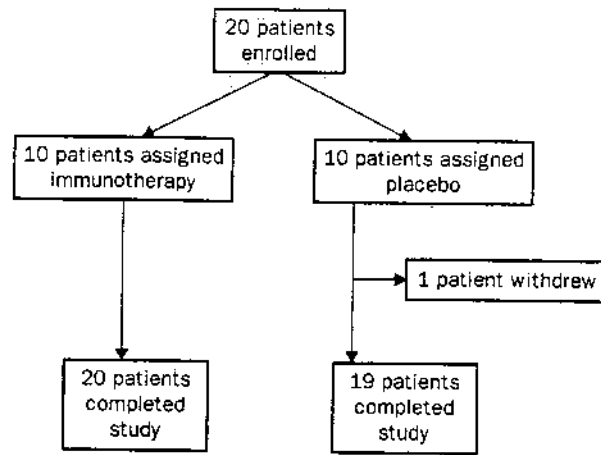 20 patients
enrolled
10 patients assigned
immunotherapy
10 patients assigned
placebo
1 patient withdrew
20 patients
completed
study
19 patients
completed
study